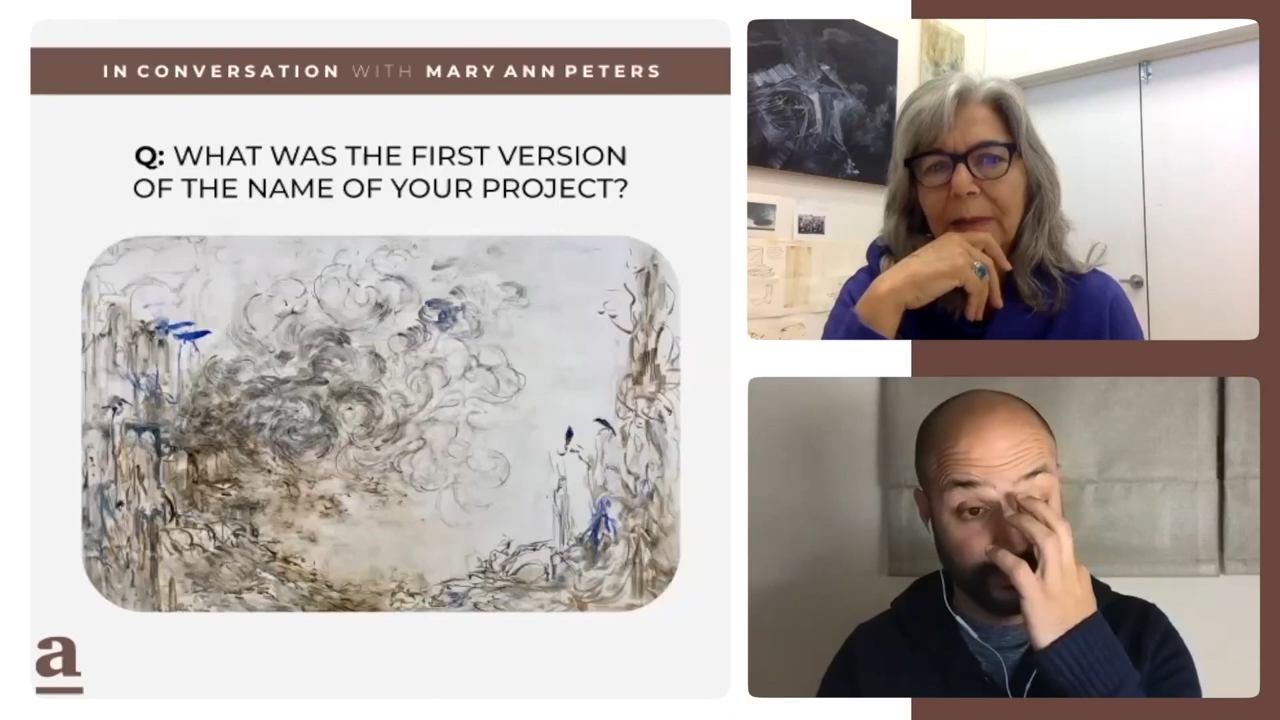 IN CONVERSATION WITH MARY ANN PETERS
Q: WHAT WAS THE FIRST VERSION
OF THE NAME OF YOUR PROJECT?
a